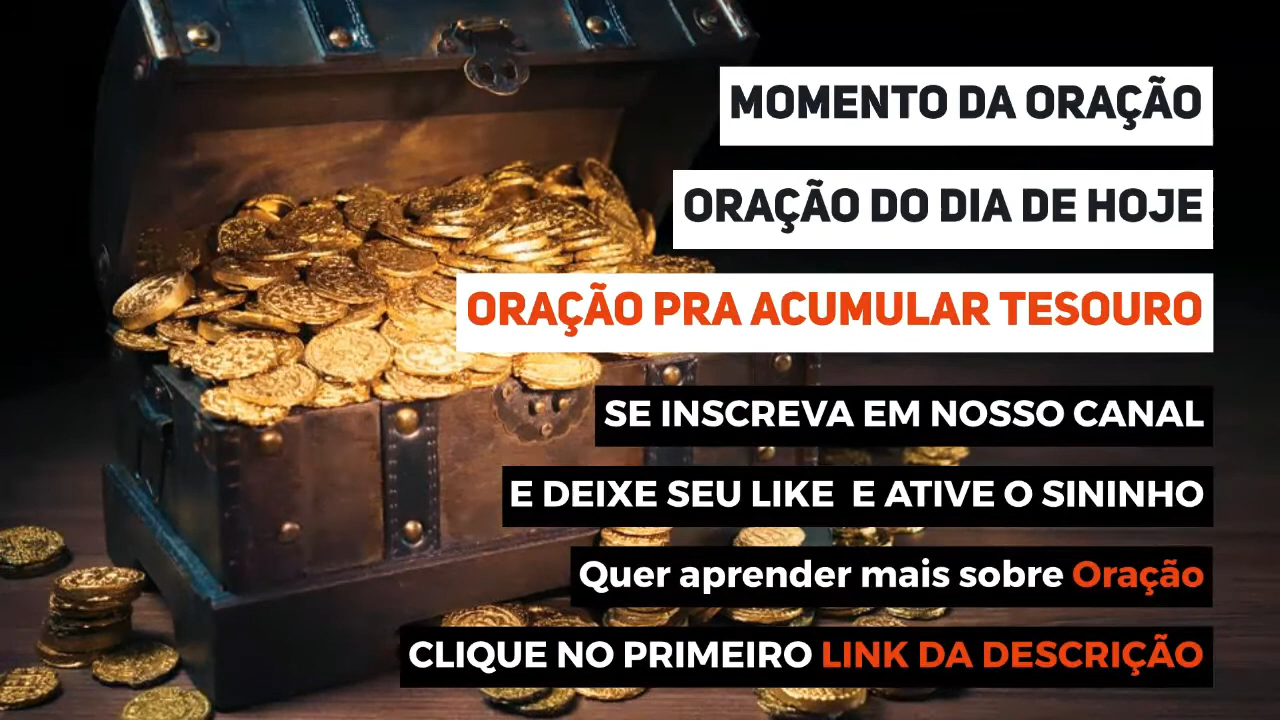 MOMENTO DA ORAÇÃO
ORAÇÃO DO DIA DE HOJE
ORAÇÃO PRA ACUMULAR TESOURO
SE INSCREVA EM NOSSO CANAL
E DEIXE SEU LIKE E ATIVE O SININHO
Quer aprender mais sobre Oração
CLIQUE NO PRIMEIRO LINK DA DESCRIÇÃO